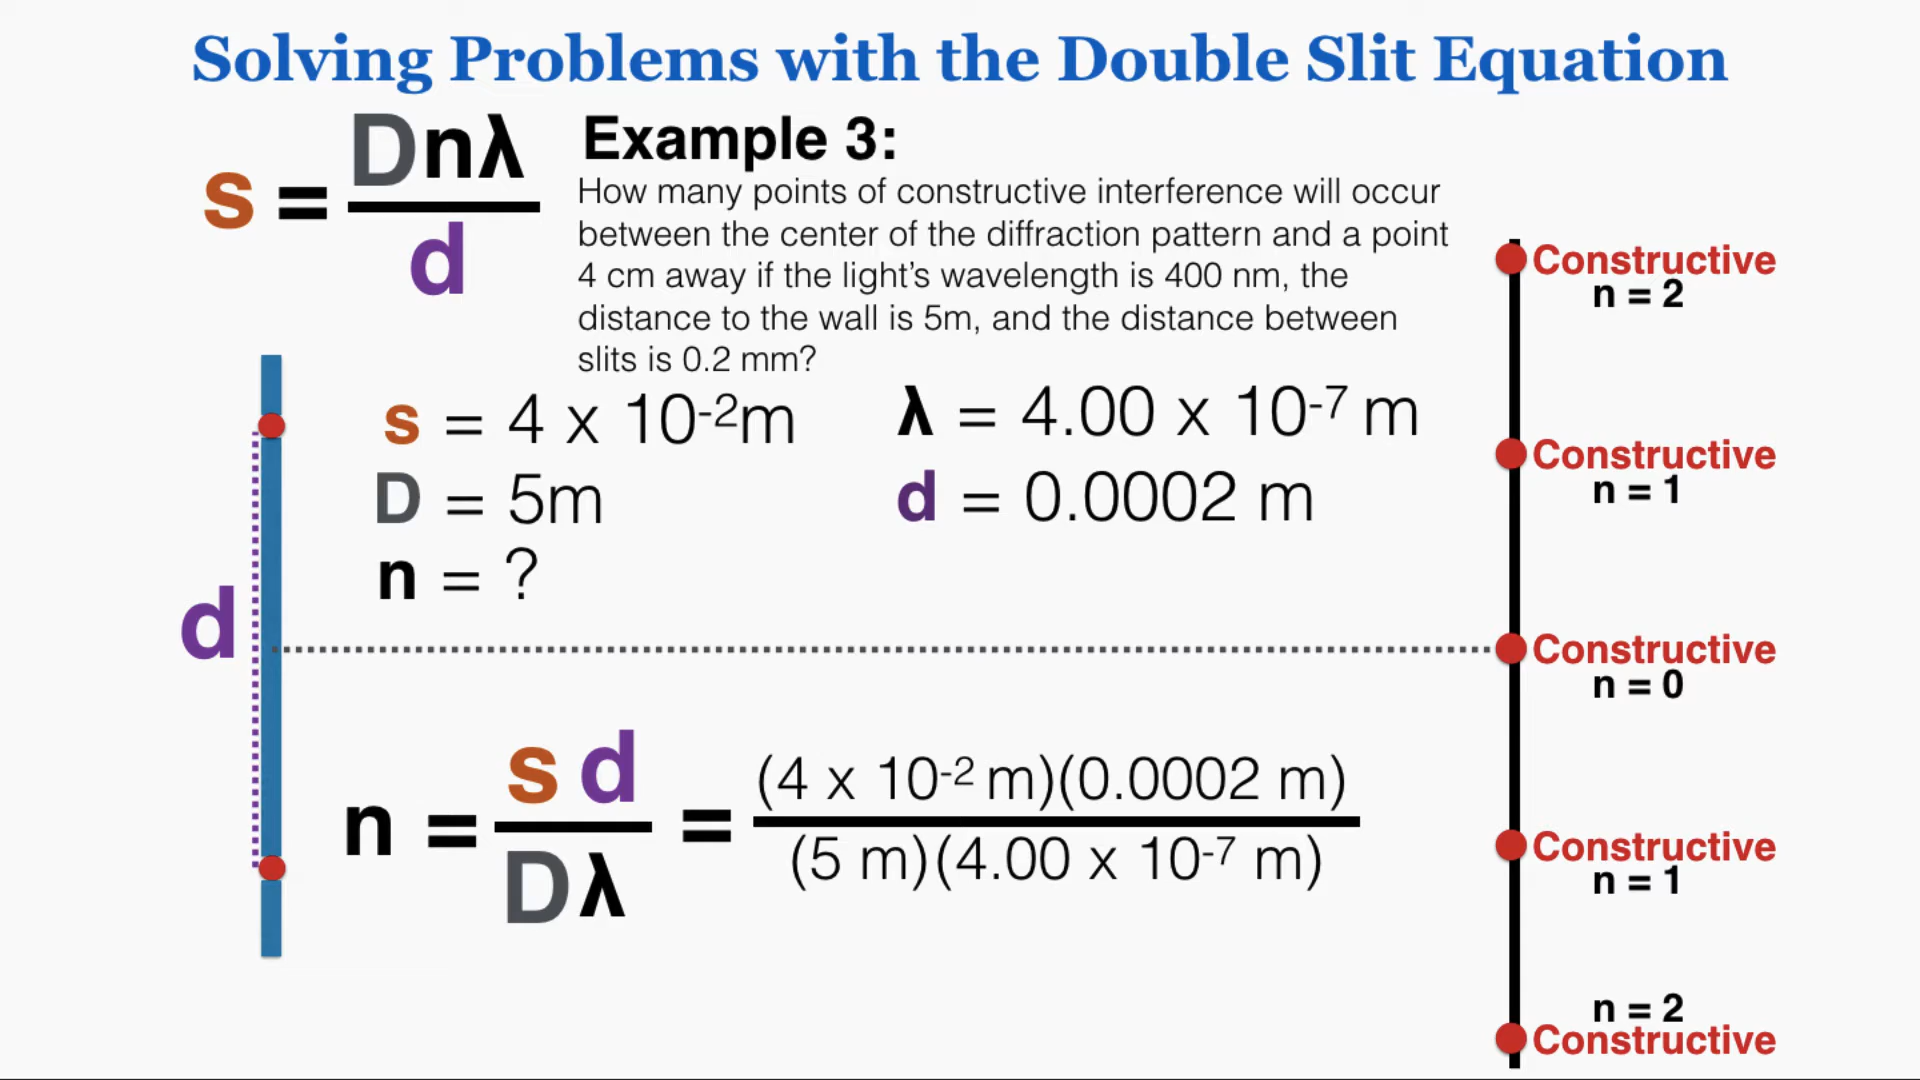 Solving Problems with the Double Slit Equation
s = Dnλ / d
Example 3:
How many points of constructive interference will occur
between the center of the diffraction pattern and a point
4 cm away if the light’s wavelength is 400 nm, the
distance to the wall is 5m, and the distance between
slits is 0.2 mm?
s = 4 x 10⁻²m
λ = 4.00 x 10⁻⁷ m
D = 5m
d = 0.0002 m
n = ?
d
n = s d / Dλ = (4 x 10⁻² m)(0.0002 m) / (5 m)(4.00 x 10⁻⁷ m)
Constructive
n = 2
Constructive
n = 1
Constructive
n = 0
Constructive
n = 1
n = 2
Constructive